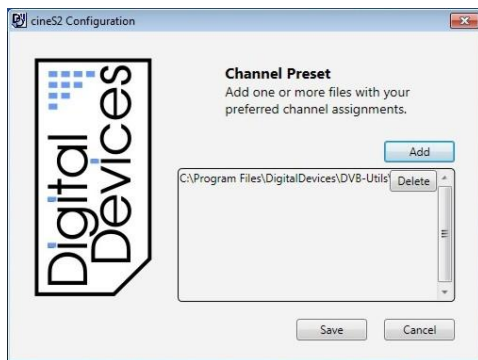 cineS2 Configuration
Digital
Devices
Channel Preset
Add one or more files with your
preferred channel assignments.
Add
C:\Program Files\DigitalDevices\DVB-Utils\
Delete
Save
Cancel